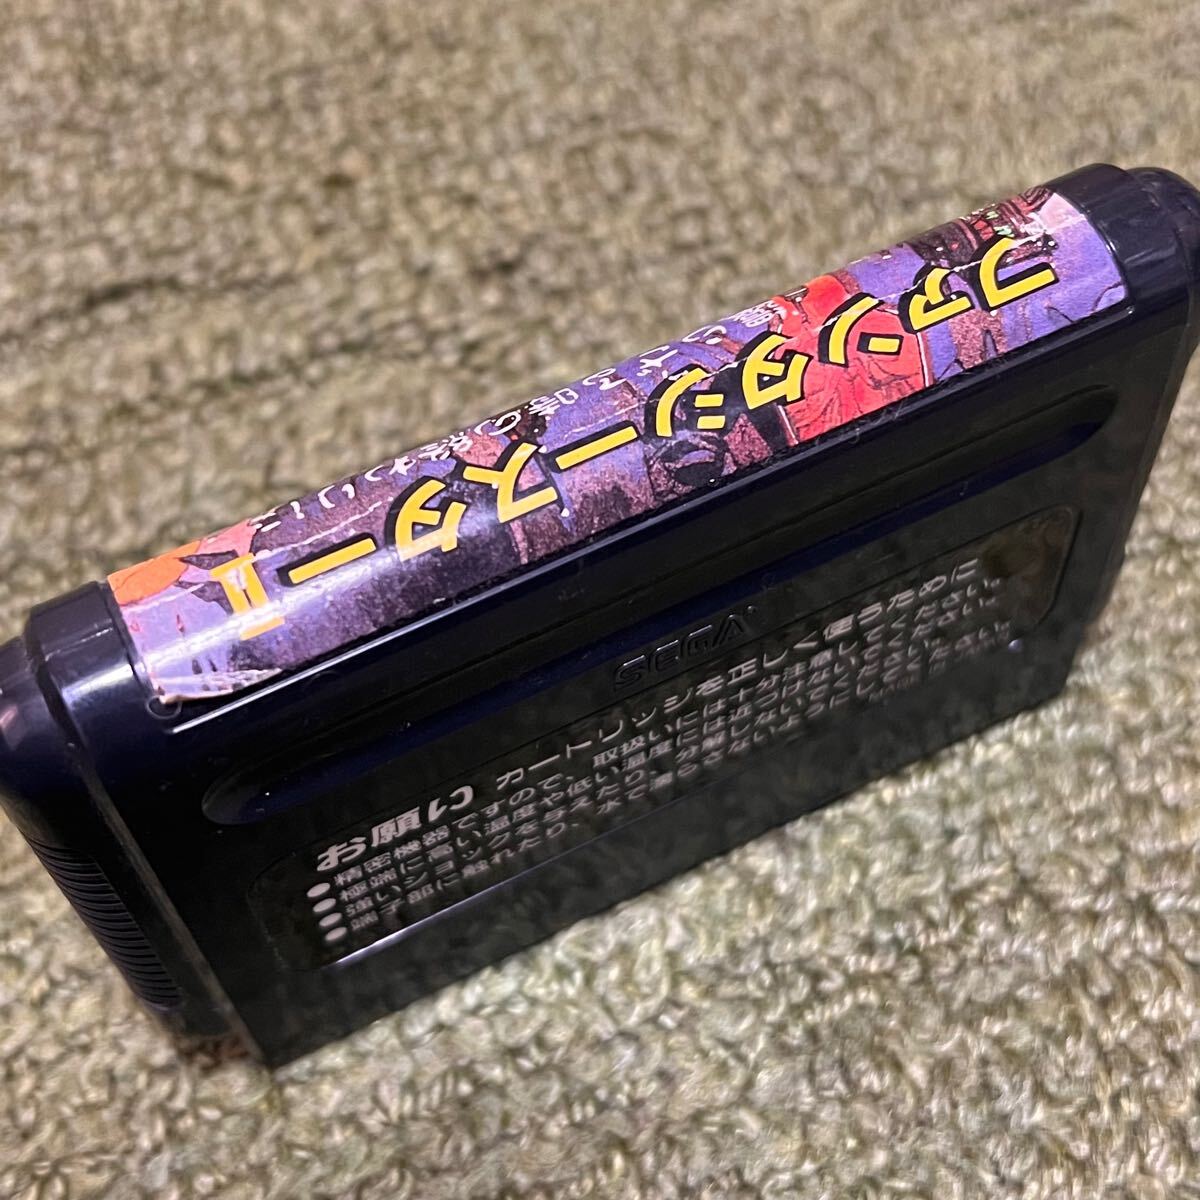 ファンタシースターII
SEGA
お願い カートリッジを正しく使うために
●精密機器ですので、取扱いには十分注意してください。
●極端に高い温度や低い温度には近づけないでください。
●強いショックを与えたり分解しないでください。
●端子部に触れたり、水で濡らさないようにしてください。